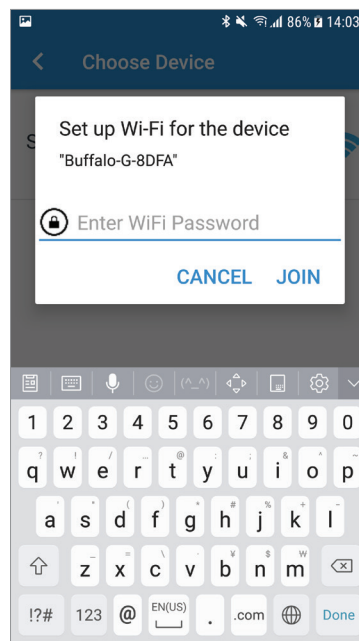 86% 14:03
Choose Device
S
Set up Wi-Fi for the device
"Buffalo-G-8DFA"
Enter WiFi Password
CANCEL JOIN
(^_^)
1 2 3 4 5 6 7 8 9 0
q w e r t y u i o p
a s d f g h j k l
z x c v b n m
!?# 123 @ EN(US) . .com Done